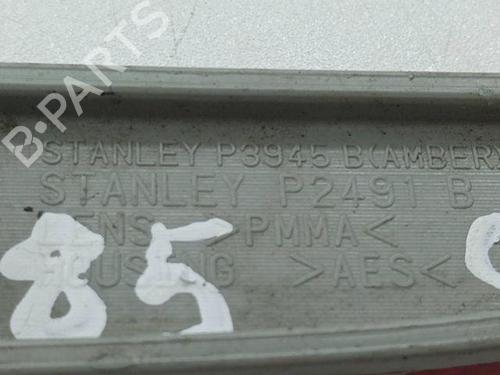 B-PARTS
STANLEY P3945 B(AMBER)
STANLEY P2491 B
LENS >PMMA<
HOUSING >AES<
85